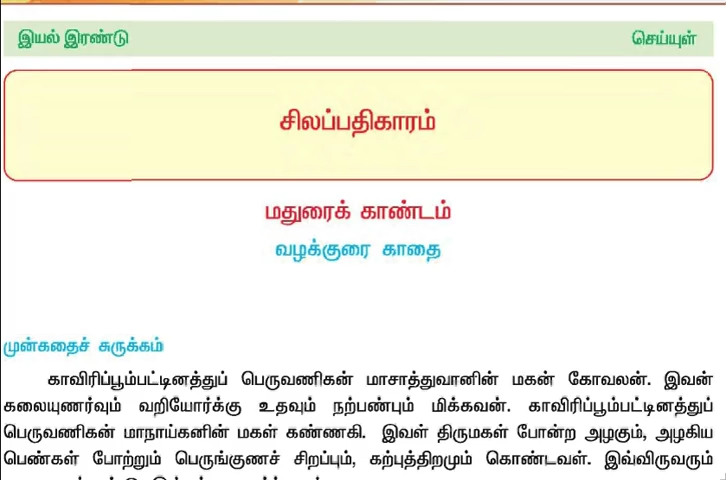 இயல் இரண்டு செய்யுள்
சிலப்பதிகாரம்
மதுரைக் காண்டம்
வழக்குரை காதை
முன்கதைச் சுருக்கம்
காவிரிப்பூம்பட்டினத்துப் பெருவணிகன் மாசாத்துவானின் மகன் கோவலன். இவன்
கலையுணர்வும் வறியோர்க்கு உதவும் நற்பண்பும் மிக்கவன். காவிரிப்பூம்பட்டினத்துப்
பெருவணிகன் மாநாய்கனின் மகள் கண்ணகி. இவள் திருமகள் போன்ற அழகும், அழகிய
பெண்கள் போற்றும் பெருங்குணச் சிறப்பும், கற்புத்திறமும் கொண்டவள். இவ்விருவரும்